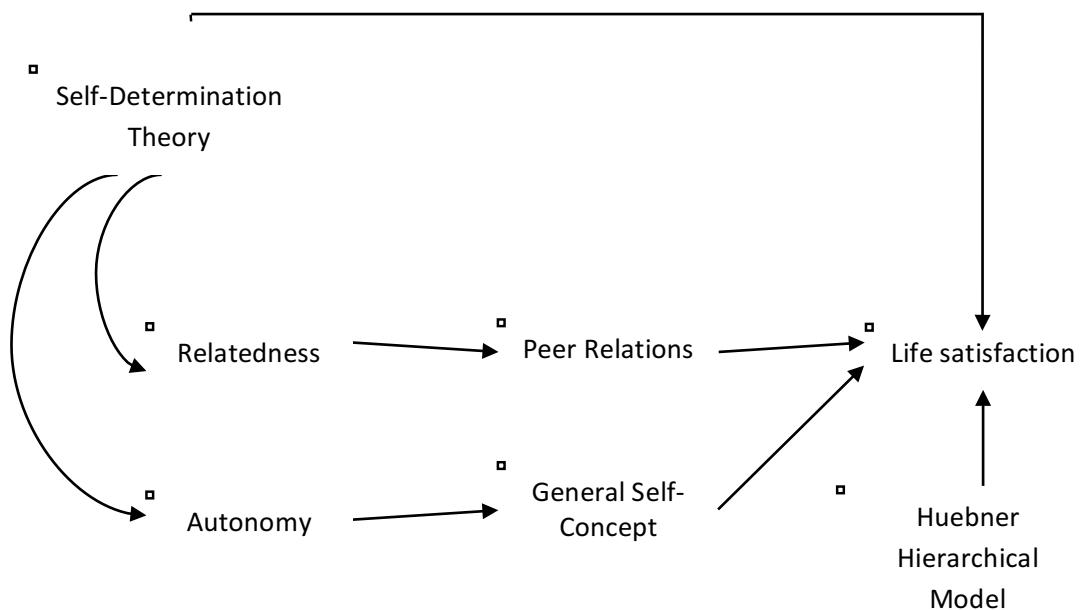 Self-Determination
Theory
Relatedness
Peer Relations
Life satisfaction
Autonomy
General Self-
Concept
Huebner
Hierarchical
Model